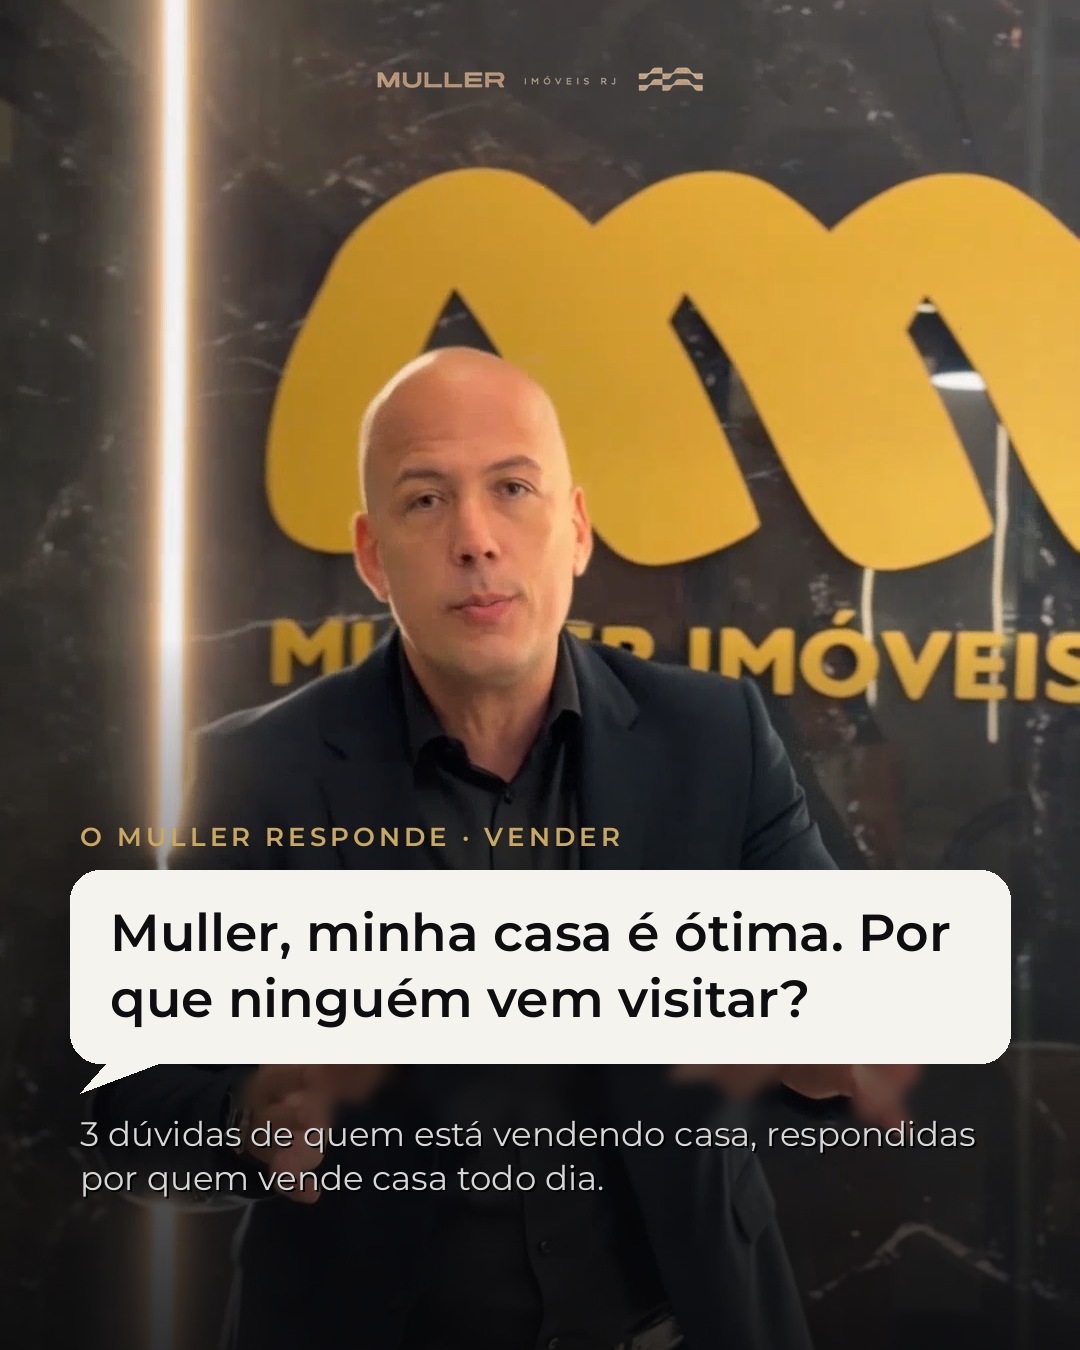 MULLER IMÓVEIS RJ
IMÓVEIS
O MULLER RESPONDE · VENDER
Muller, minha casa é ótima. Por
que ninguém vem visitar?
3 dúvidas de quem está vendendo casa, respondidas
por quem vende casa todo dia.